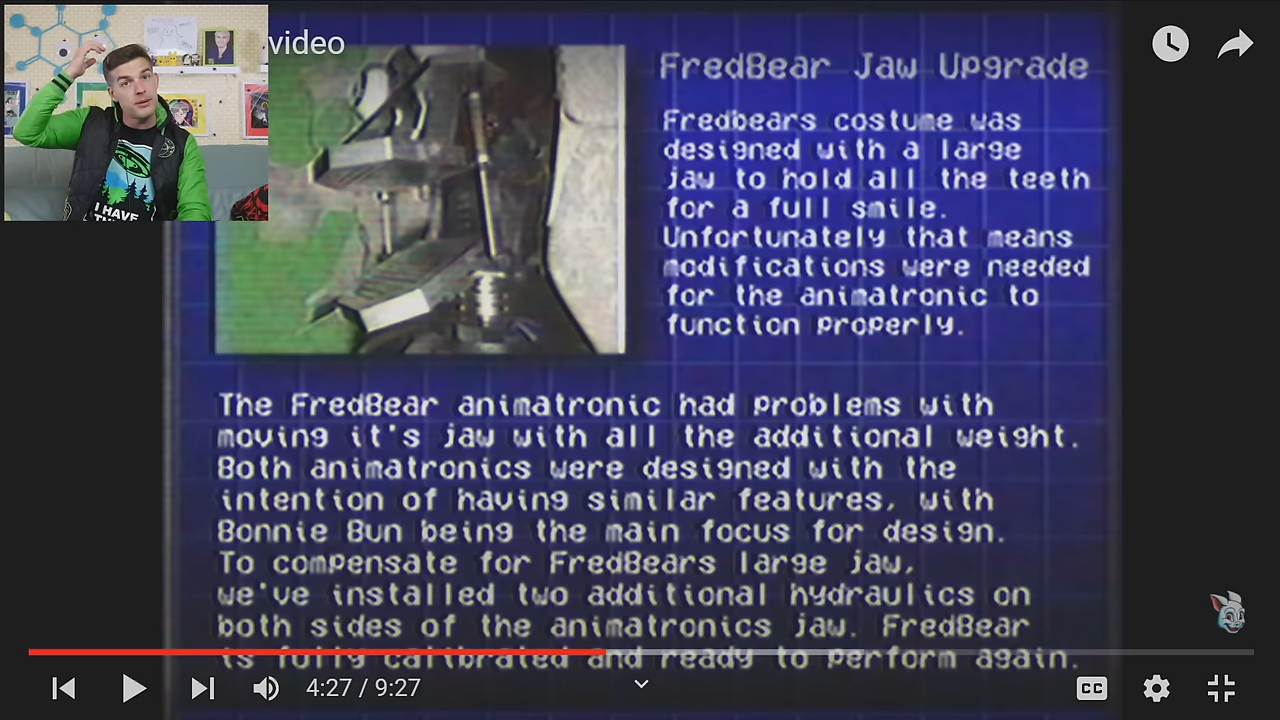 video
FredBear Jaw Upgrade
Fredbears costume was
designed with a large
jaw to hold all the teeth
for a full smile.
Unfortunately that means
modifications were needed
for the animatronic to
function properly.
The FredBear animatronic had problems with
moving it's jaw with all the additional weight.
Both animatronics were designed with the
intention of having similar features, with
Bonnie Bun being the main focus for design.
To compensate for FredBears large jaw,
we've installed two additional hydraulics on
both sides of the animatronics jaw. FredBear
is fully calibrated and ready to perform again.
I HAVE
4:27 / 9:27
CC